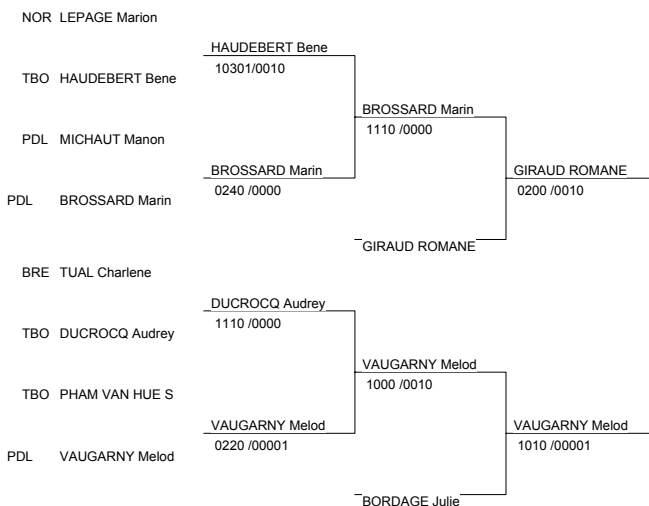 NOR LEPAGE Marion
HAUDEBERT Bene
10301/0010
TBO HAUDEBERT Bene
BROSSARD Marin
1110 /0000
PDL MICHAUT Manon
BROSSARD Marin
0240 /0000
GIRAUD ROMANE
0200 /0010
PDL BROSSARD Marin
GIRAUD ROMANE
BRE TUAL Charlene
DUCROCQ Audrey
1110 /0000
TBO DUCROCQ Audrey
VAUGARNY Melod
1000 /0010
TBO PHAM VAN HUE S
VAUGARNY Melod
0220 /00001
VAUGARNY Melod
1010 /00001
PDL VAUGARNY Melod
BORDAGE Julie